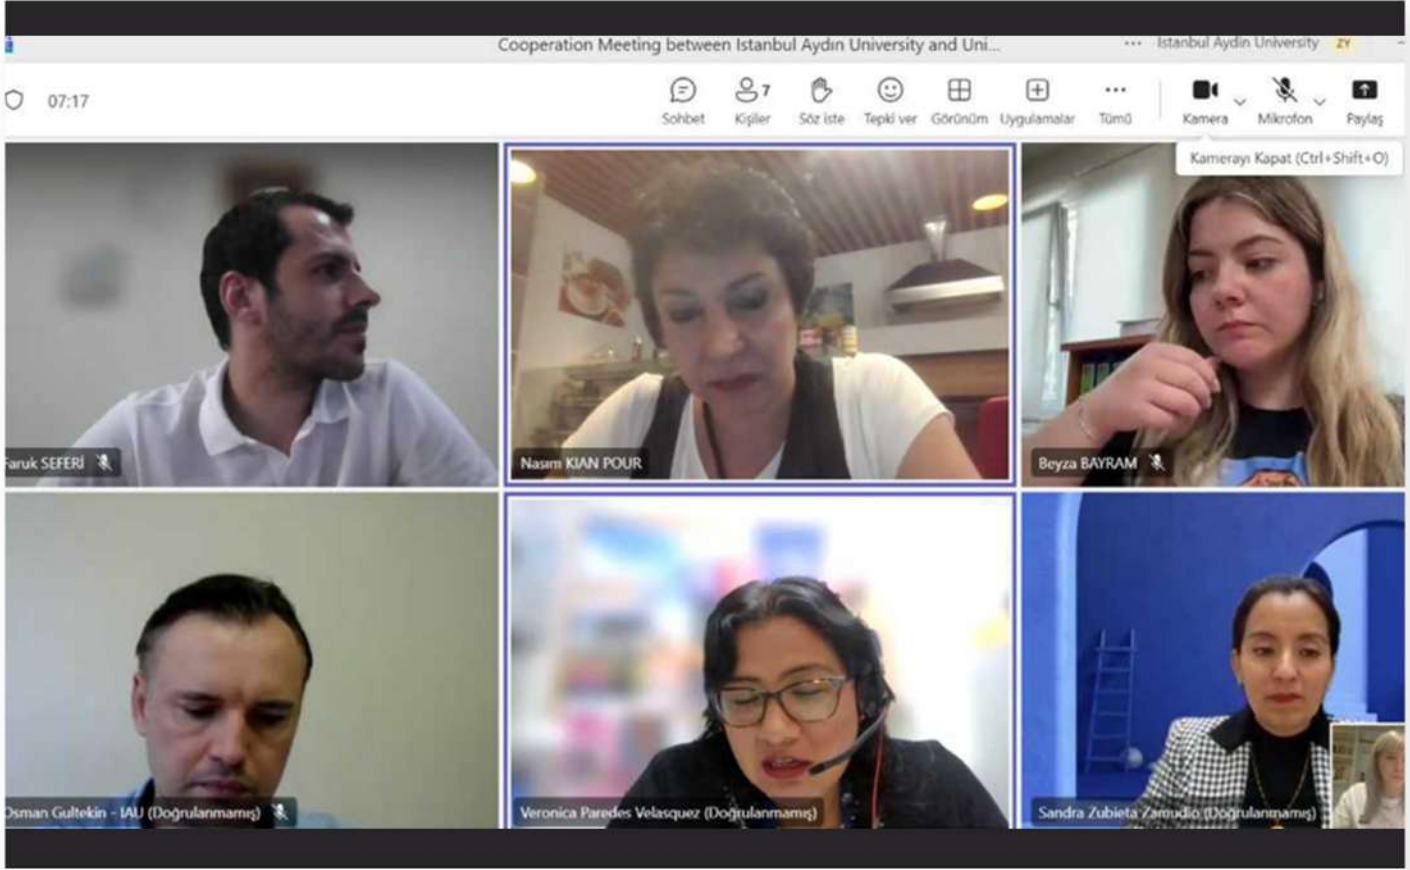 Cooperation Meeting between Istanbul Aydın University and Uni...
Istanbul Aydın University
ZY
07:17
Sohbet
7
Kişiler
Söz iste
Tepki ver
Görünüm
Uygulamalar
Tümü
Kamera
Mikrofon
Paylaş
Kamerayı Kapat (Ctrl+Shift+O)
Faruk SEFERİ
Nasım KIAN POUR
Beyza BAYRAM
Osman Gultekin - IAU (Doğrulanmamış)
Veronica Paredes Velasquez (Doğrulanmamış)
Sandra Zubieta Zamudio (Doğrulanmamış)